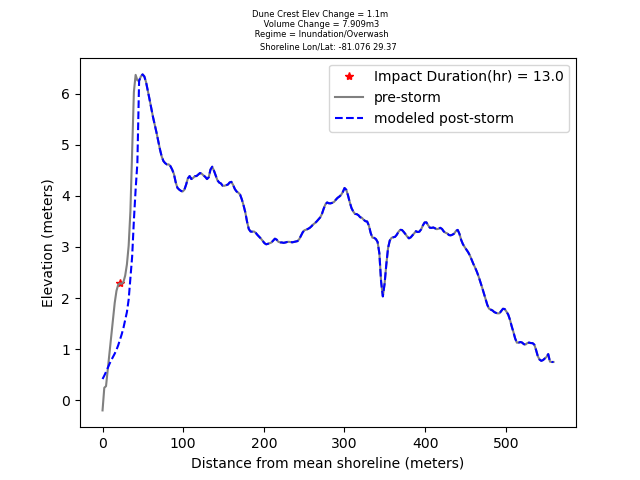 Dune Crest Elev Change = 1.1m
Volume Change = 7.909m3
Regime = Inundation/Overwash
Shoreline Lon/Lat: -81.076 29.37
Impact Duration(hr) = 13.0
pre-storm
modeled post-storm
Elevation (meters)
6
5
4
3
2
1
0
0 100 200 300 400 500
Distance from mean shoreline (meters)